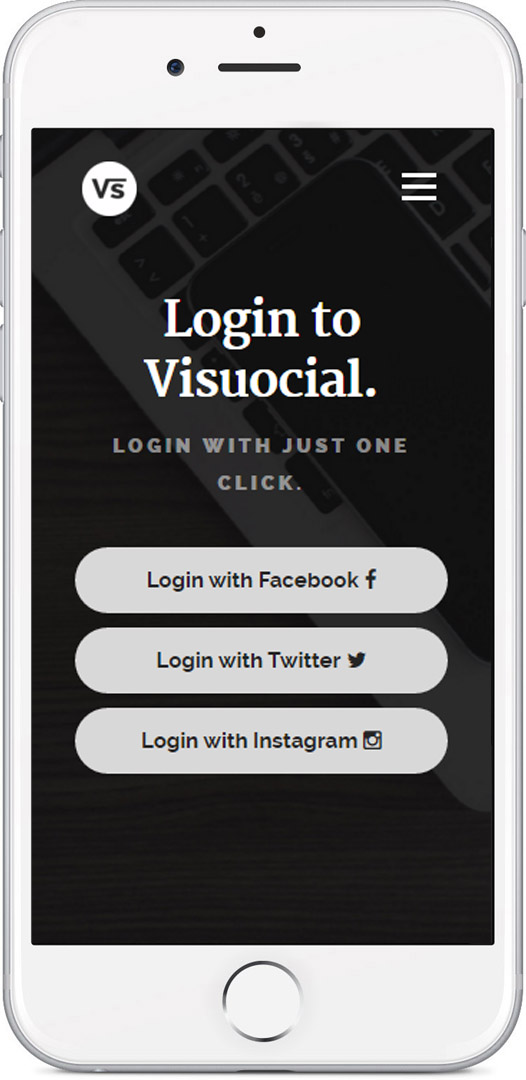 Vs
Login to
Visuocial.
LOGIN WITH JUST ONE
CLICK.
Login with Facebook
Login with Twitter
Login with Instagram